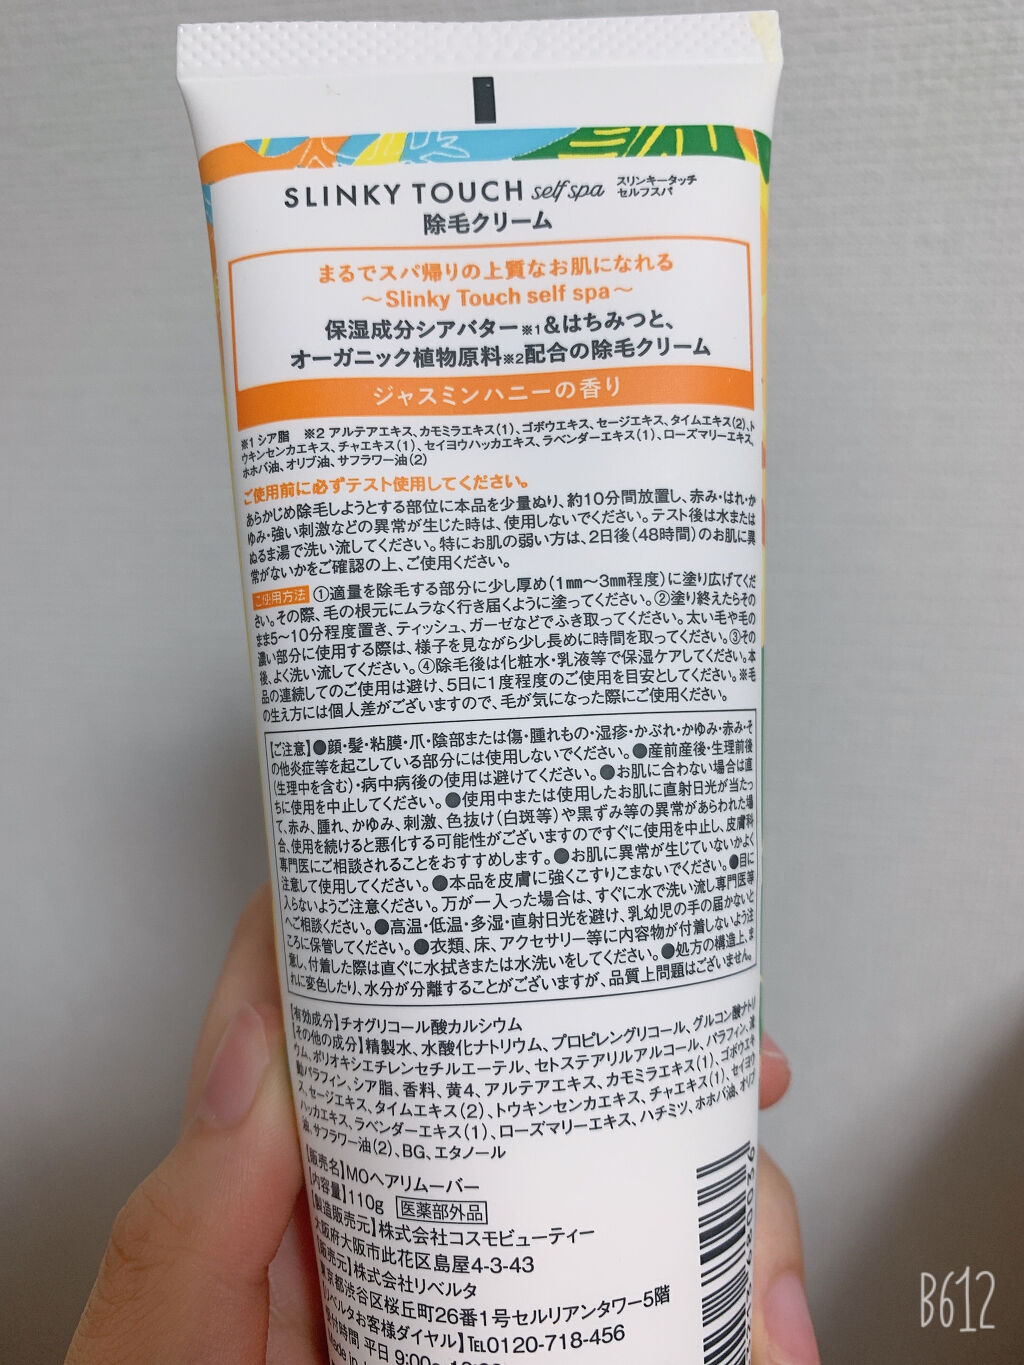 SLINKY TOUCH self spa スリンキータッチ セルフスパ
除毛クリーム
まるでスパ帰りの上質なお肌になれる
～Slinky Touch self spa～
保湿成分シアバター※1&はちみつと、
オーガニック植物原料※2配合の除毛クリーム
ジャスミンハニーの香り
※1 シア脂 ※2 アルテアエキス、カモミラエキス(1)、ゴボウエキス、セージエキス、タイムエキス(2)、ト
ウキンセンカエキス、チャエキス(1)、セイヨウハッカエキス、ラベンダーエキス(1)、ローズマリーエキス、
ホホバ油、オリブ油、サフラワー油(2)
ご使用前に必ずテスト使用してください。
あらかじめ除毛しようとする部位に本品を少量ぬり、約10分間放置し、赤み・はれ・か
ゆみ・強い刺激などの異常が生じた時は、使用しないでください。テスト後は水または
ぬるま湯で洗い流してください。特にお肌の弱い方は、2日後(48時間)のお肌に異
常がないかをご確認の上、ご使用ください。
ご使用方法 ①適量を除毛する部分に少し厚め(1mm～3mm程度)に塗り広げてくだ
さい。その際、毛の根元にムラなく行き届くように塗ってください。②塗り終えたらその
まま5～10分程度置き、ティッシュ、ガーゼなどでふき取ってください。太い毛や毛の
濃い部分に使用する際は、様子を見ながら少し長めに時間を取ってください。③その
後、よく洗い流してください。④除毛後は化粧水・乳液等で保湿ケアしてください。本
品の連続してのご使用は避け、5日に1度程度のご使用を目安としてください。※毛
の生え方には個人差がございますので、毛が気になった際にご使用ください。
【ご注意】●顔・髪・粘膜・爪・陰部または傷・腫れもの・湿疹・かぶれ・かゆみ・赤み・そ
の他炎症等を起こしている部分には使用しないでください。●産前産後・生理前後
(生理中を含む)・病中病後の使用は避けてください。●お肌に合わない場合は直
ちに使用を中止してください。●使用中または使用したお肌に直射日光が当たっ
て、赤み、腫れ、かゆみ、刺激、色抜け(白斑等)や黒ずみ等の異常があらわれた場
合、使用を続けると悪化する可能性がございますのですぐに使用を中止し、皮膚科
専門医にご相談されることをおすすめします。●お肌に異常が生じていないかよく
注意して使用してください。●本品を皮膚に強くこすりこまないでください。●目に
入らないようご注意ください。万が一入った場合は、すぐに水で洗い流し専門医等
へご相談ください。●高温・低温・多湿・直射日光を避け、乳幼児の手の届かないと
ころに保管してください。●衣類、床、アクセサリー等に内容物が付着しないよう注
意し、付着した際は直ぐに水拭きまたは水洗いをしてください。●処方の構造上、ま
れに変色したり、水分が分離することがございますが、品質上問題はございません。
【有効成分】チオグリコール酸カルシウム
【その他の成分】精製水、水酸化ナトリウム、プロピレングリコール、グルコン酸ナトリ
ウム、ポリオキシエチレンセチルエーテル、セトステアリルアルコール、パラフィン、流
動パラフィン、シア脂、香料、黄4、アルテアエキス、カモミラエキス(1)、ゴボウエキ
ス、セージエキス、タイムエキス(2)、トウキンセンカエキス、チャエキス(1)、セイヨウ
ハッカエキス、ラベンダーエキス(1)、ローズマリーエキス、ハチミツ、ホホバ油、オリブ
油、サフラワー油(2)、BG、エタノール
【販売名】MOヘアリムーバー
【内容量】110g 医薬部外品
【製造販売元】株式会社コスモビューティー
大阪府大阪市此花区島屋4-3-43
【販売元】株式会社リベルタ
東京都渋谷区桜丘町26番1号セルリアンタワー5階
【リベルタお客様ダイヤル】TEL0120-718-456
受付時間 平日 9:00
B612